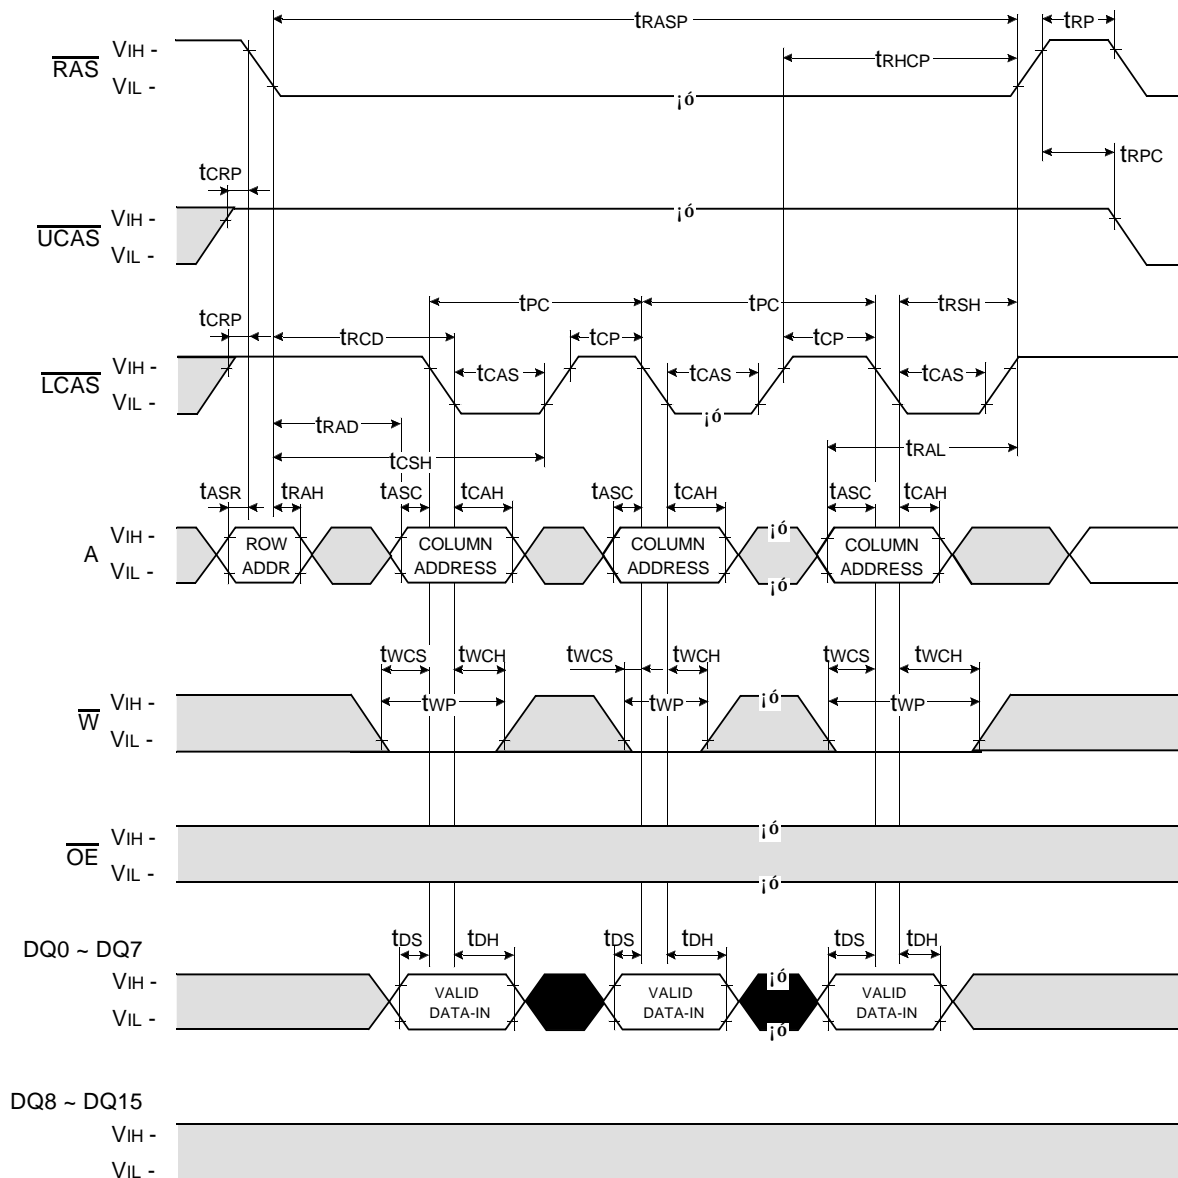 tRASP
tRP
RAS
VIH -
tRHCP
VIL -
¡ó
tCRP
tRPC
UCAS
VIH -
¡ó
VIL -
tCRP
tPC
tPC
tRSH
tRCD
tCP
tCP
LCAS
VIH -
tCAS
tCAS
tCAS
VIL -
¡ó
tRAD
tCSH
tRAL
tASR
tRAH
tASC
tCAH
tASC
tCAH
tASC
tCAH
A
VIH -
VIL -
ROW
ADDR
COLUMN
ADDRESS
COLUMN
ADDRESS
¡ó
¡ó
COLUMN
ADDRESS
tWCS
tWCH
tWCS
tWCH
tWCS
tWCH
W
VIH -
tWP
tWP
¡ó
tWP
VIL -
OE
VIH -
¡ó
VIL -
¡ó
DQ0 ~ DQ7
tDS
tDH
tDS
tDH
tDS
tDH
VIH -
VIL -
VALID
DATA-IN
VALID
DATA-IN
¡ó
¡ó
VALID
DATA-IN
DQ8 ~ DQ15
VIH -
VIL -